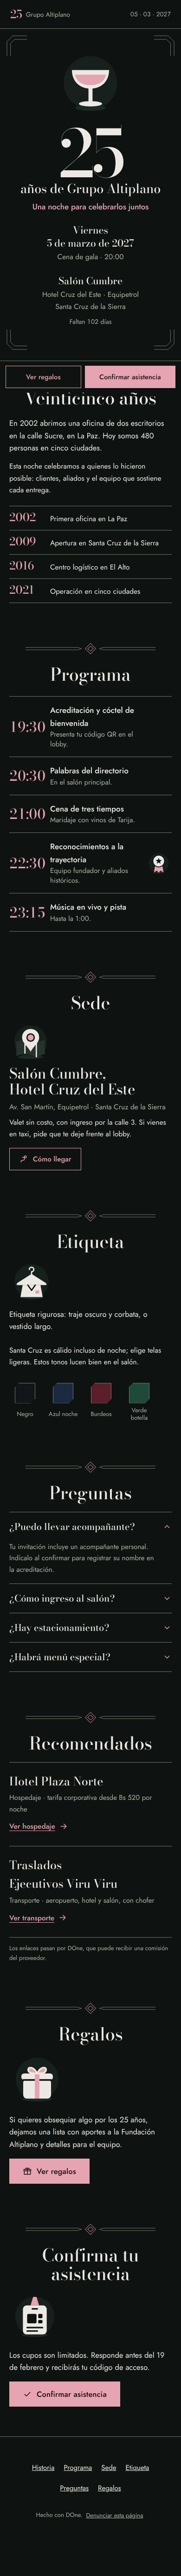 25 Grupo Altiplano
05 · 03 · 2027
25
años de Grupo Altiplano
Una noche para celebrarlos juntos
Viernes
5 de marzo de 2027
Cena de gala · 20:00
Salón Cumbre
Hotel Cruz del Este · Equipetrol
Santa Cruz de la Sierra
Faltan 102 días
Ver regalos
Confirmar asistencia
Veinticinco años
En 2002 abrimos una oficina de dos escritorios
en la calle Sucre, en La Paz. Hoy somos 480
personas en cinco ciudades.
Esta noche celebramos a quienes lo hicieron
posible: clientes, aliados y el equipo que sostiene
cada entrega.
2002 Primera oficina en La Paz
2009 Apertura en Santa Cruz de la Sierra
2016 Centro logístico en El Alto
2021 Operación en cinco ciudades
Programa
19:30 Acreditación y cóctel de
bienvenida
Presenta tu código QR en el
lobby.
20:30 Palabras del directorio
En el salón principal.
21:00 Cena de tres tiempos
Maridaje con vinos de Tarija.
22:30 Reconocimientos a la
trayectoria
Equipo fundador y aliados
históricos.
23:15 Música en vivo y pista
Hasta la 1:00.
Sede
Salón Cumbre,
Hotel Cruz del Este
Av. San Martín, Equipetrol · Santa Cruz de la Sierra
Valet sin costo, con ingreso por la calle 3. Si vienes
en taxi, pide que te deje frente al lobby.
Cómo llegar
Etiqueta
Etiqueta rigurosa: traje oscuro y corbata, o
vestido largo.
Santa Cruz es cálido incluso de noche; elige telas
ligeras. Estos tonos lucen bien en el salón.
Negro
Azul noche
Burdeos
Verde
botella
Preguntas
¿Puedo llevar acompañante?
Tu invitación incluye un acompañante personal.
Indícalo al confirmar para registrar su nombre en
la acreditación.
¿Cómo ingreso al salón?
¿Hay estacionamiento?
¿Habrá menú especial?
Recomendados
Hotel Plaza Norte
Hospedaje · tarifa corporativa desde Bs 520 por
noche
Ver hospedaje
Traslados
Ejecutivos Viru Viru
Transporte · aeropuerto, hotel y salón, con chofer
Ver transporte
Los enlaces pasan por DOne, que puede recibir una comisión
del proveedor.
Regalos
Si quieres obsequiar algo por los 25 años,
dejamos una lista con aportes a la Fundación
Altiplano y detalles para el equipo.
Ver regalos
Confirma tu
asistencia
Los cupos son limitados. Responde antes del 19
de febrero y recibirás tu código de acceso.
Confirmar asistencia
Historia Programa Sede Etiqueta
Preguntas Regalos
Hecho con DOne. Denunciar esta página